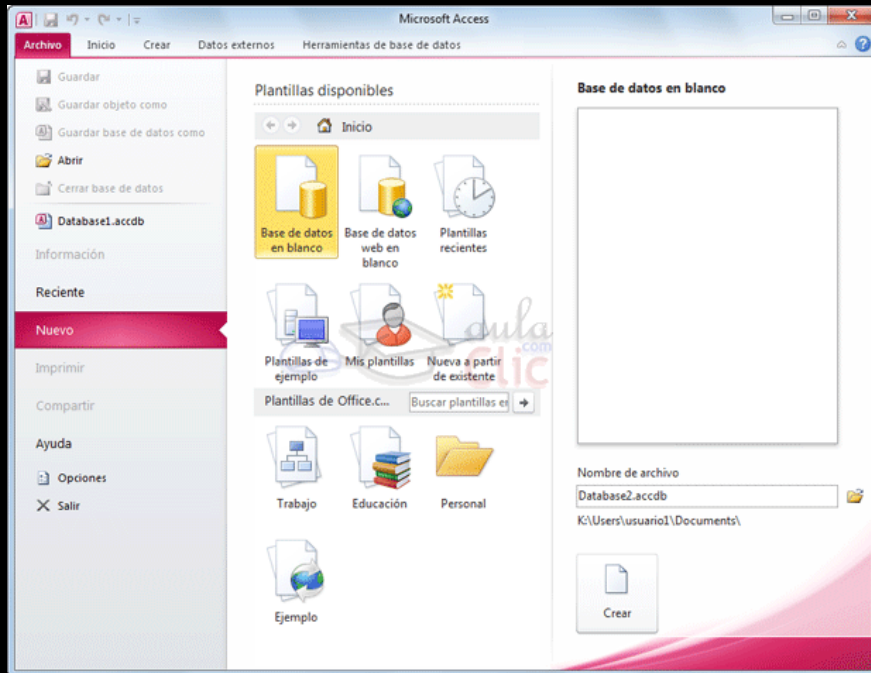 Microsoft Access
Archivo Inicio Crear Datos externos Herramientas de base de datos
Guardar
Guardar objeto como
Guardar base de datos como
Abrir
Cerrar base de datos
Database1.accdb
Información
Reciente
Nuevo
Imprimir
Compartir
Ayuda
Opciones
Salir
Plantillas disponibles
Inicio
Base de datos
en blanco
Base de datos
web en
blanco
Plantillas
recientes
Plantillas de
ejemplo
Mis plantillas
Nueva a partir
de existente
aula
.com
Clic
Plantillas de Office.c...
Buscar plantillas en
Trabajo
Educación
Personal
Ejemplo
Base de datos en blanco
Nombre de archivo
Database2.accdb
K:\Users\usuario1\Documents\
Crear